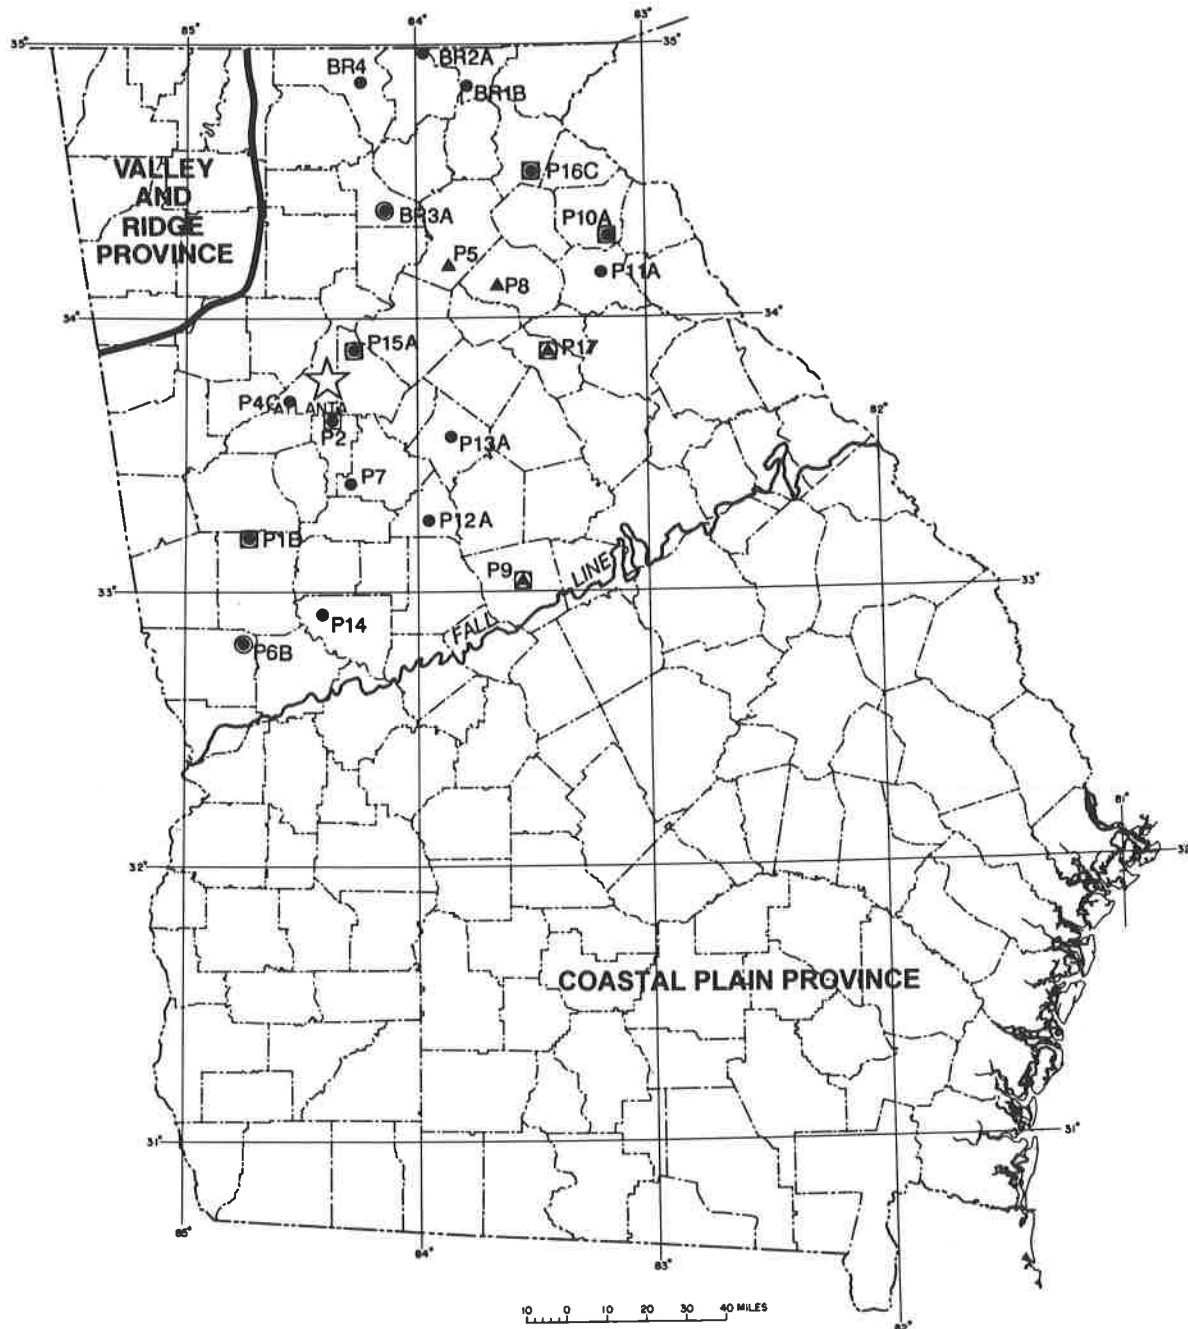 85°
84°
83°
35°
35°
BR4
BR2A
BR1B
VALLEY
AND
RIDGE
PROVINCE
P16C
P10A
BR3A
P5
P8
P11A
34°
34°
P15A
P17
P4C
ATLANTA
P2
P13A
82°
P7
P12A
P1B
P9
FALL LINE
33°
33°
P14
P6B
81°
32°
32°
COASTAL PLAIN PROVINCE
31°
31°
85°
84°
83°
10 0 10 20 30 40 MILES